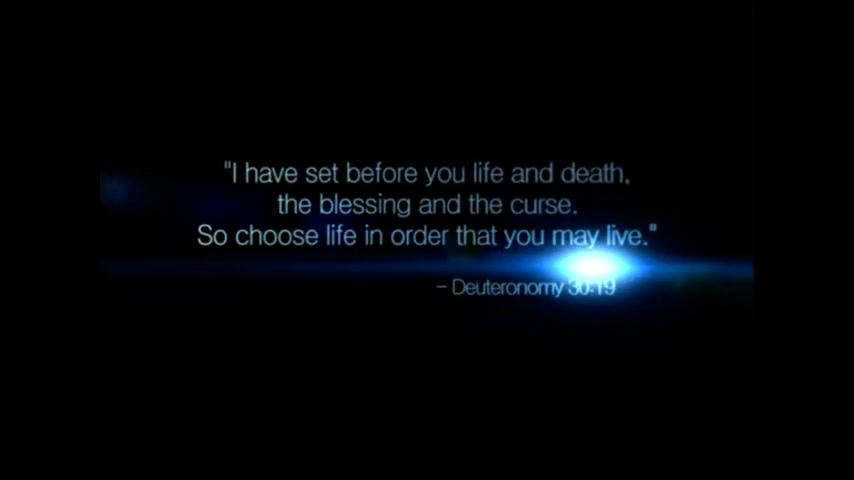 "I have set before you life and death,
the blessing and the curse.
So choose life in order that you may live."
– Deuteronomy 30:19